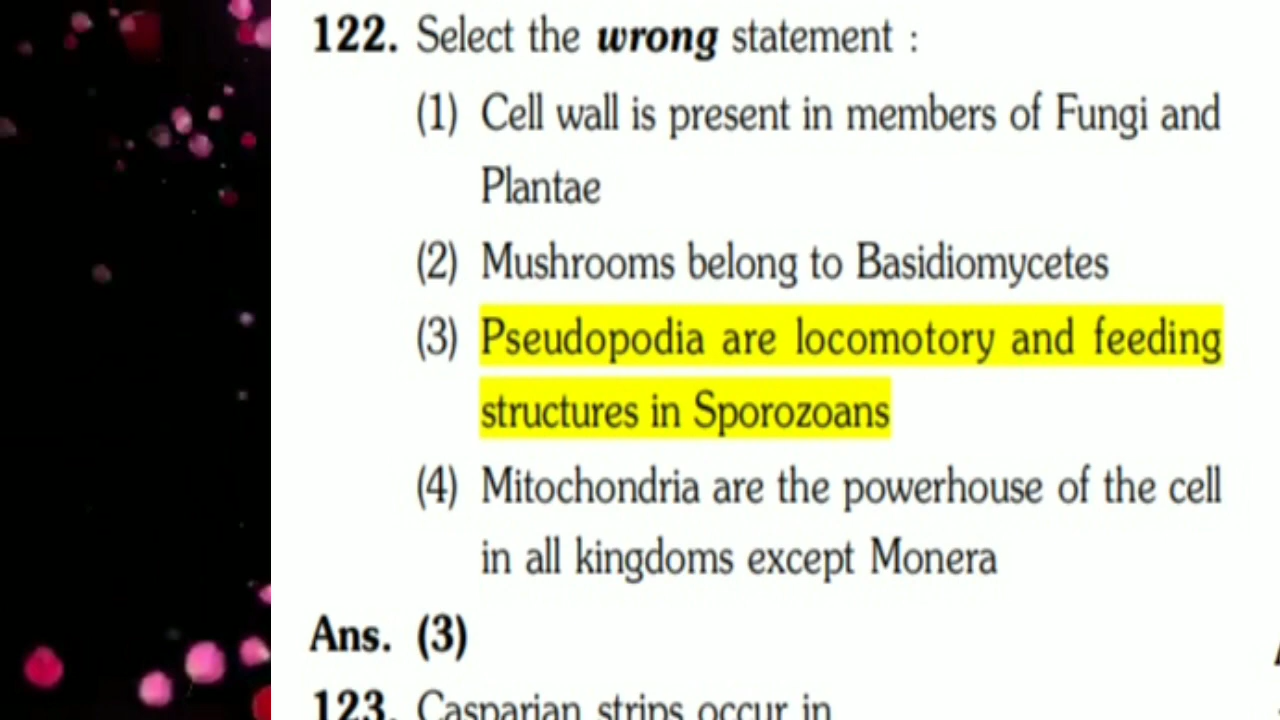 122. Select the wrong statement :
(1) Cell wall is present in members of Fungi and
Plantae
(2) Mushrooms belong to Basidiomycetes
(3) Pseudopodia are locomotory and feeding
structures in Sporozoans
(4) Mitochondria are the powerhouse of the cell
in all kingdoms except Monera
Ans. (3)
123. Casparian strips occur in